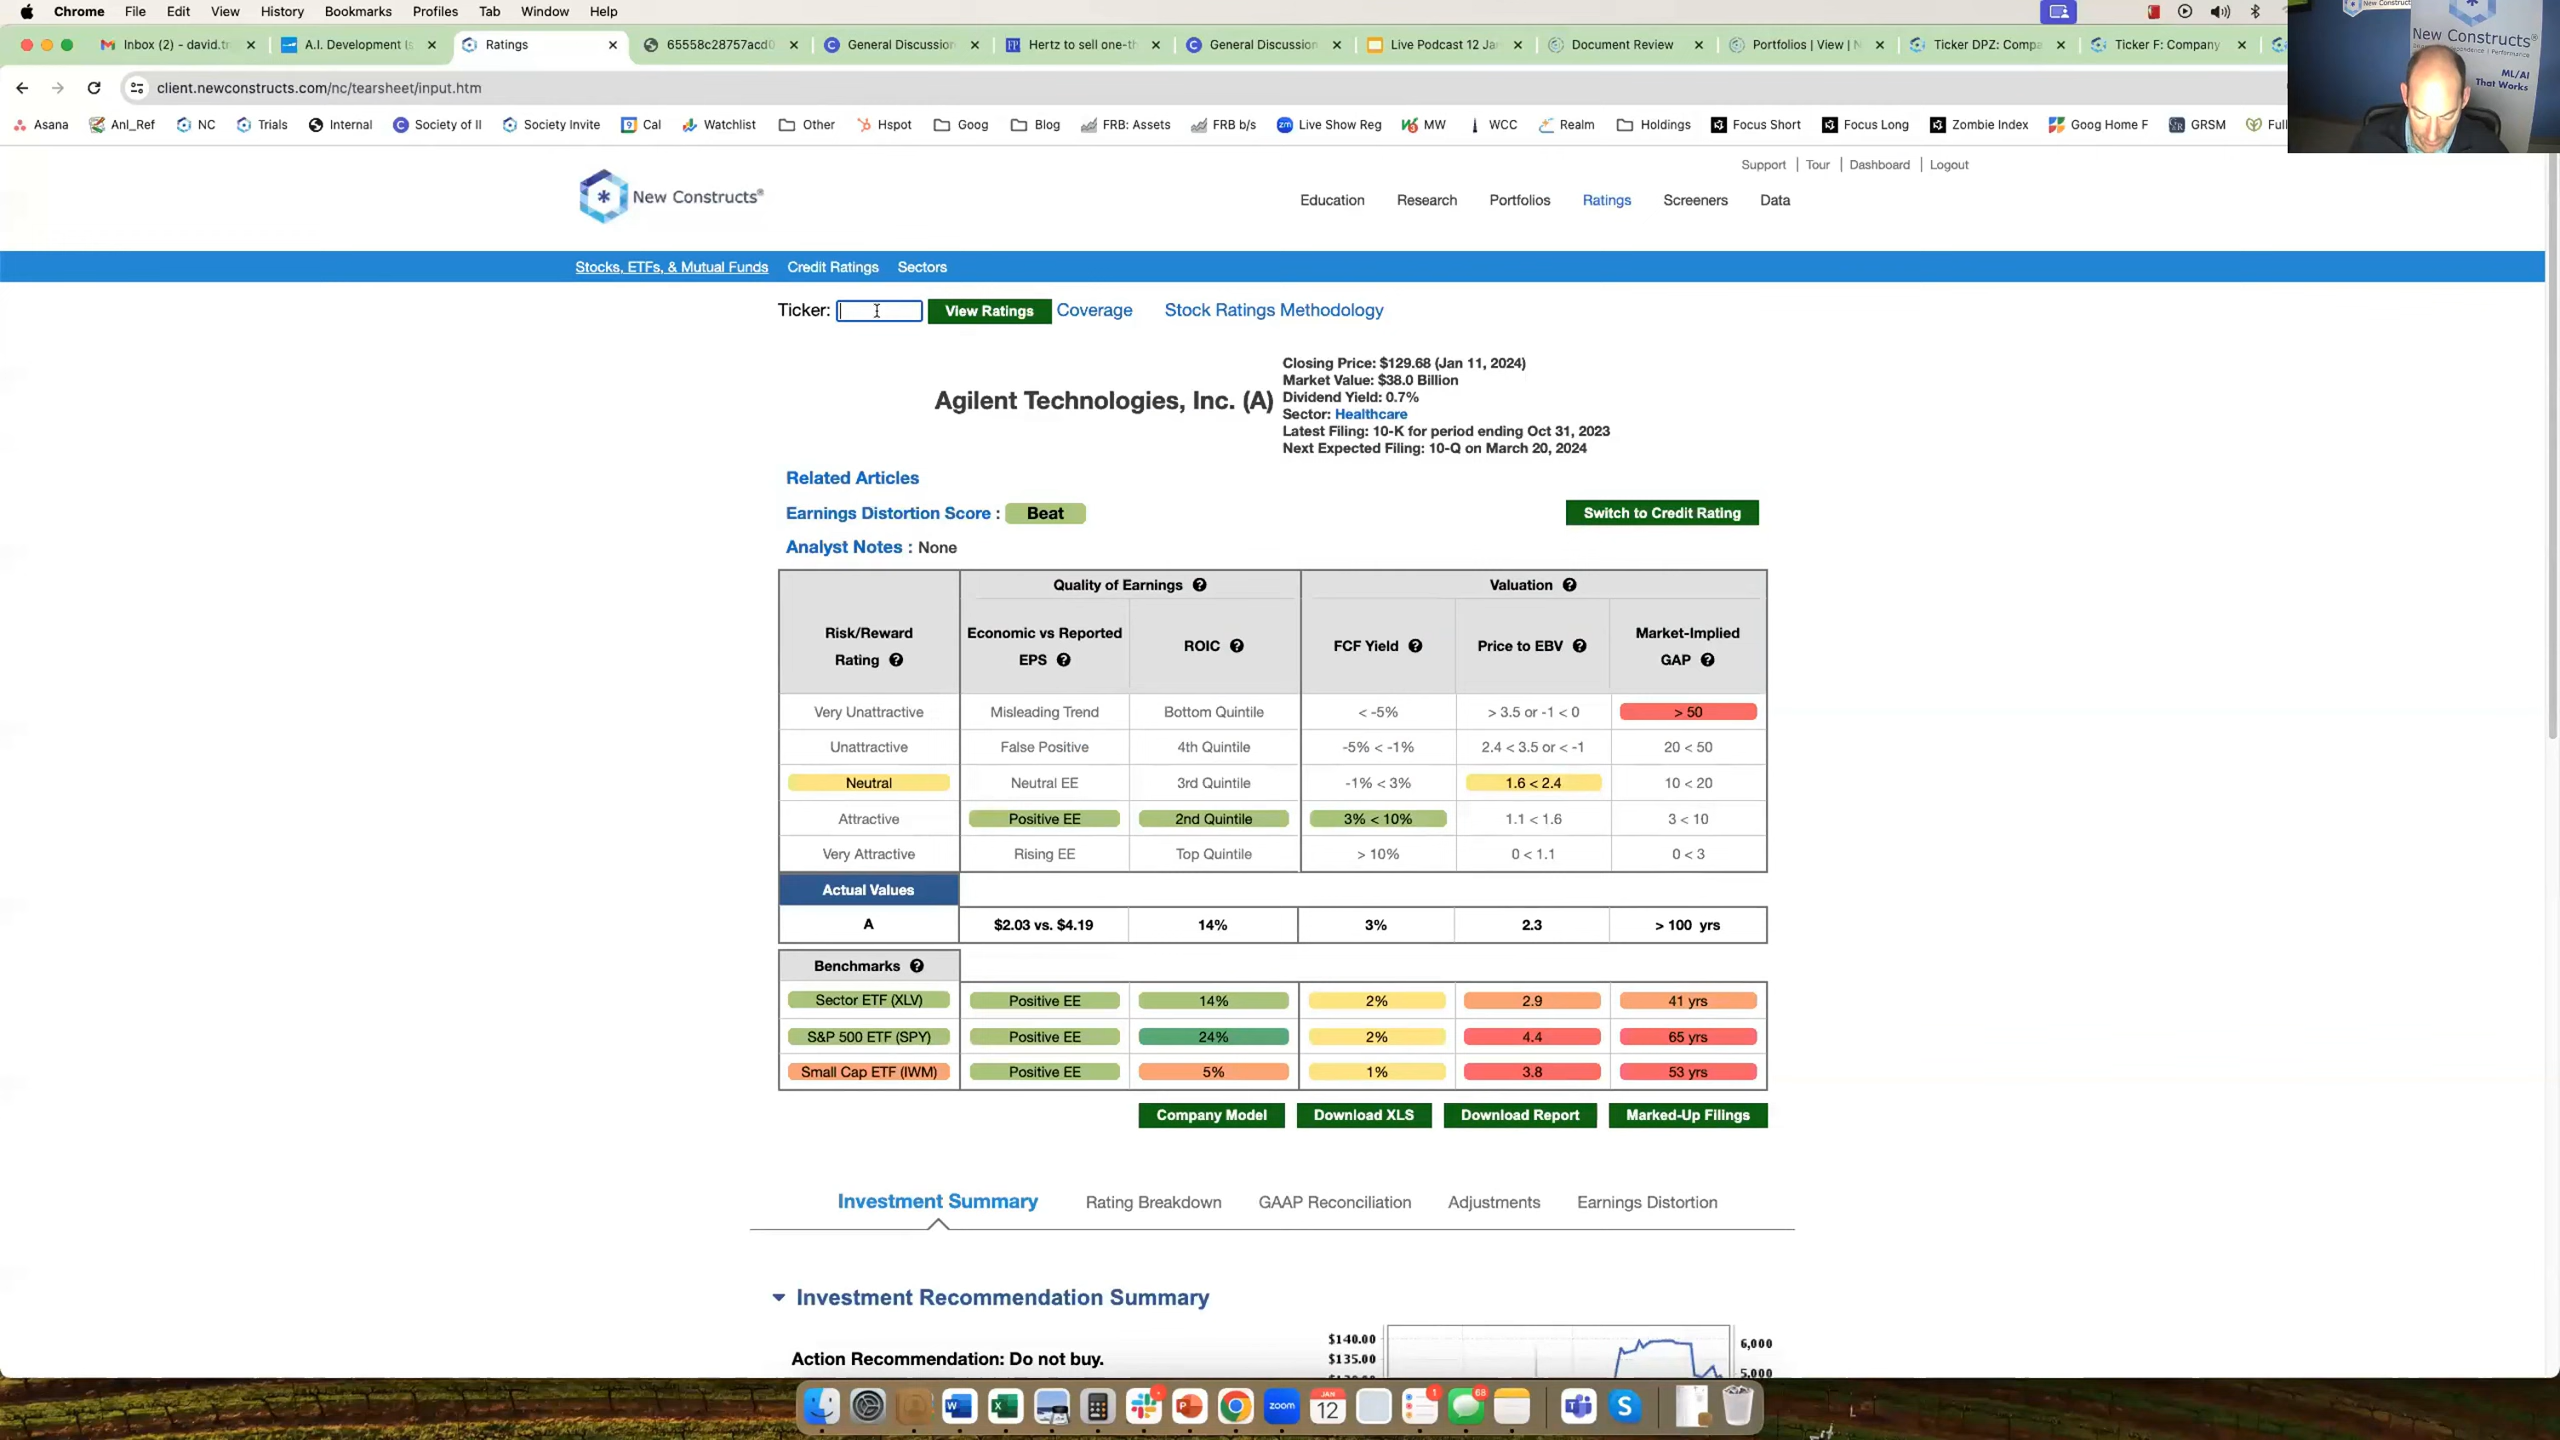 Chrome File Edit View History Bookmarks Profiles Tab Window Help
Inbox (2) - david.tr A.I. Development (s Ratings 65558c28757acd0 General Discussion Hertz to sell one-th General Discussion Live Podcast 12 Ja Document Review Portfolios | View | N Ticker DPZ: Compa Ticker F: Company
client.newconstructs.com/nc/tearsheet/input.htm
Asana Anl_Ref NC Trials Internal Society of II Society Invite Cal Watchlist Other Hspot Goog Blog FRB: Assets FRB b/s Live Show Reg MW WCC Realm Holdings Focus Short Focus Long Zombie Index Goog Home F GRSM Full
New Constructs®
ML/AI
That Works
Support | Tour | Dashboard | Logout
New Constructs®
Education Research Portfolios Ratings Screeners Data
Stocks, ETFs, & Mutual Funds Credit Ratings Sectors
Ticker: View Ratings Coverage Stock Ratings Methodology
Closing Price: $129.68 (Jan 11, 2024)
Market Value: $38.0 Billion
Agilent Technologies, Inc. (A)
Dividend Yield: 0.7%
Sector: Healthcare
Latest Filing: 10-K for period ending Oct 31, 2023
Next Expected Filing: 10-Q on March 20, 2024
Related Articles
Earnings Distortion Score : Beat Switch to Credit Rating
Analyst Notes : None
Quality of Earnings ? Valuation ?
Risk/Reward Rating ? Economic vs Reported EPS ? ROIC ? FCF Yield ? Price to EBV ? Market-Implied GAP ?
Very Unattractive Misleading Trend Bottom Quintile < -5% > 3.5 or -1 < 0 > 50
Unattractive False Positive 4th Quintile -5% < -1% 2.4 < 3.5 or < -1 20 < 50
Neutral Neutral EE 3rd Quintile -1% < 3% 1.6 < 2.4 10 < 20
Attractive Positive EE 2nd Quintile 3% < 10% 1.1 < 1.6 3 < 10
Very Attractive Rising EE Top Quintile > 10% 0 < 1.1 0 < 3
Actual Values
A $2.03 vs. $4.19 14% 3% 2.3 > 100 yrs
Benchmarks ?
Sector ETF (XLV) Positive EE 14% 2% 2.9 41 yrs
S&P 500 ETF (SPY) Positive EE 24% 2% 4.4 65 yrs
Small Cap ETF (IWM) Positive EE 5% 1% 3.8 53 yrs
Company Model Download XLS Download Report Marked-Up Filings
Investment Summary Rating Breakdown GAAP Reconciliation Adjustments Earnings Distortion
Investment Recommendation Summary
Action Recommendation: Do not buy.
$140.00 6,000
$135.00 5,000
zoom JAN 12 1 68